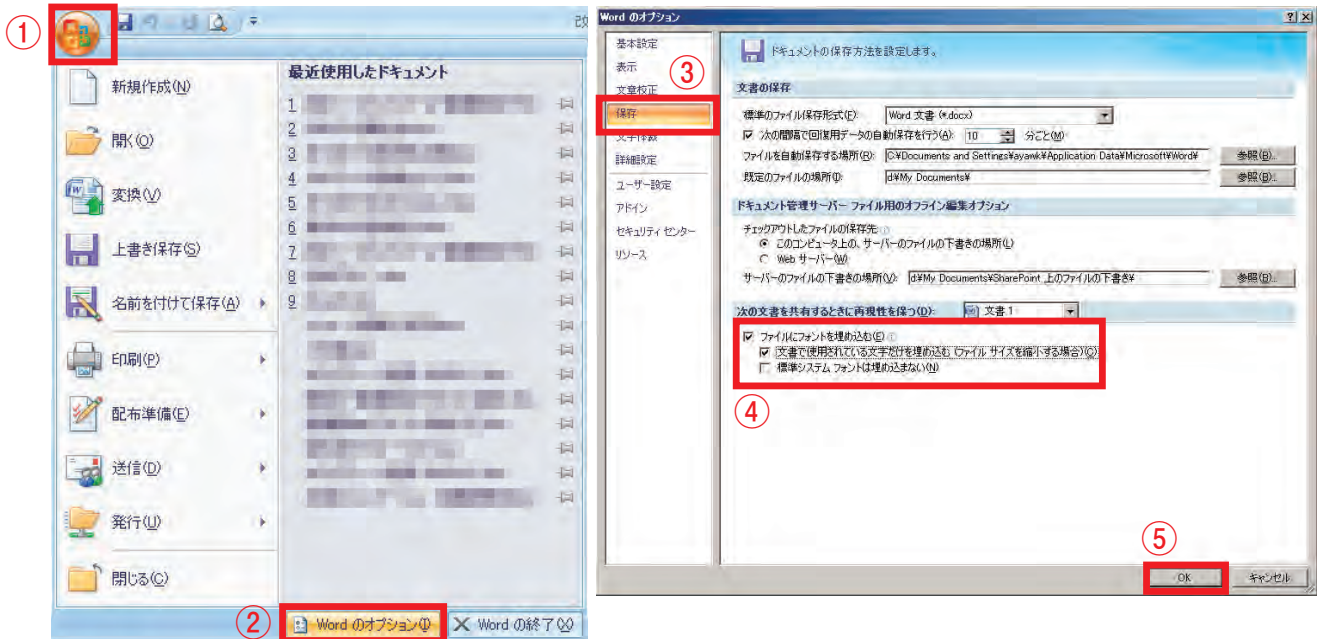 ①
改
新規作成(N)
開く(O)
変換(V)
上書き保存(S)
名前を付けて保存(A)
印刷(P)
配布準備(E)
送信(D)
発行(U)
閉じる(C)
最近使用したドキュメント
1
2
3
4
5
6
7
8
9
②
Word のオプション(I)
Word の終了(X)
Word のオプション
基本設定
表示
③
文章校正
保存
文字体裁
詳細設定
ユーザー設定
アドイン
セキュリティ センター
リソース
ドキュメントの保存方法を設定します。
文書の保存
標準のファイル保存形式(F): Word 文書 (*.docx)
次の間隔で回復用データの自動保存を行う(A): 10 分ごと(M)
ファイルを自動保存する場所(R): C:¥Documents and Settings¥ayawk¥Application Data¥Microsoft¥Word¥ 参照(B)...
既定のファイルの場所(I): d:¥My Documents¥ 参照(B)...
ドキュメント管理サーバー ファイル用のオフライン編集オプション
チェックアウトしたファイルの保存先:
このコンピュータ上の、サーバーのファイルの下書きの場所(L)
Web サーバー(W)
サーバーのファイルの下書きの場所(V): d:¥My Documents¥SharePoint 上のファイルの下書き¥ 参照(B)...
次の文書を共有するときに再現性を保つ(D): 文書 1
ファイルにフォントを埋め込む(E)
文書で使用されている文字だけを埋め込む (ファイル サイズを縮小する場合)(C)
標準システム フォントは埋め込まない(N)
④
⑤
OK
キャンセル